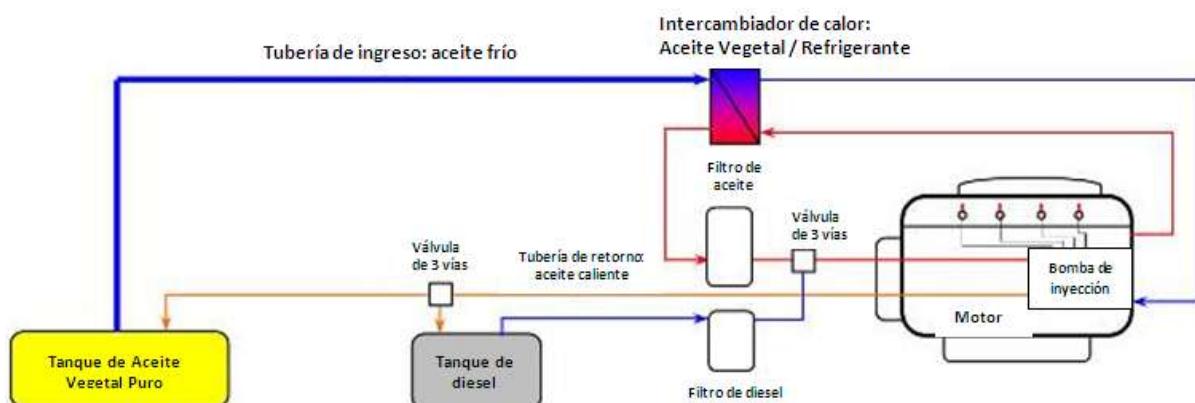 Intercambiador de calor:
Aceite Vegetal / Refrigerante
Tubería de ingreso: aceite frío
Filtro de
aceite
Válvula
de 3 vías
Válvula
de 3 vías
Tubería de retorno:
aceite caliente
Bomba de
inyección
Motor
Tanque de Aceite
Vegetal Puro
Tanque de
diesel
Filtro de diesel